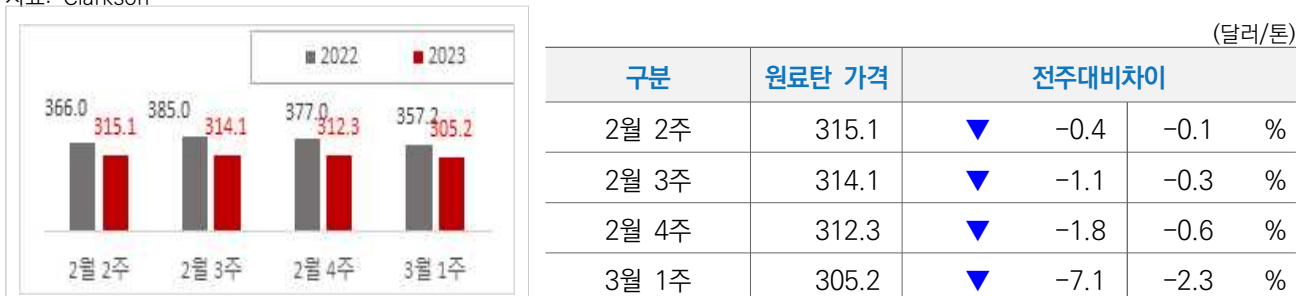 자료: Clarkson
■ 2022 ■ 2023
366.0 315.1 385.0 314.1 377.0 312.3 357.2 305.2
2월 2주 2월 3주 2월 4주 3월 1주
(달러/톤)
구분 원료탄 가격 전주대비차이
2월 2주 315.1 ▼ -0.4 -0.1 %
2월 3주 314.1 ▼ -1.1 -0.3 %
2월 4주 312.3 ▼ -1.8 -0.6 %
3월 1주 305.2 ▼ -7.1 -2.3 %